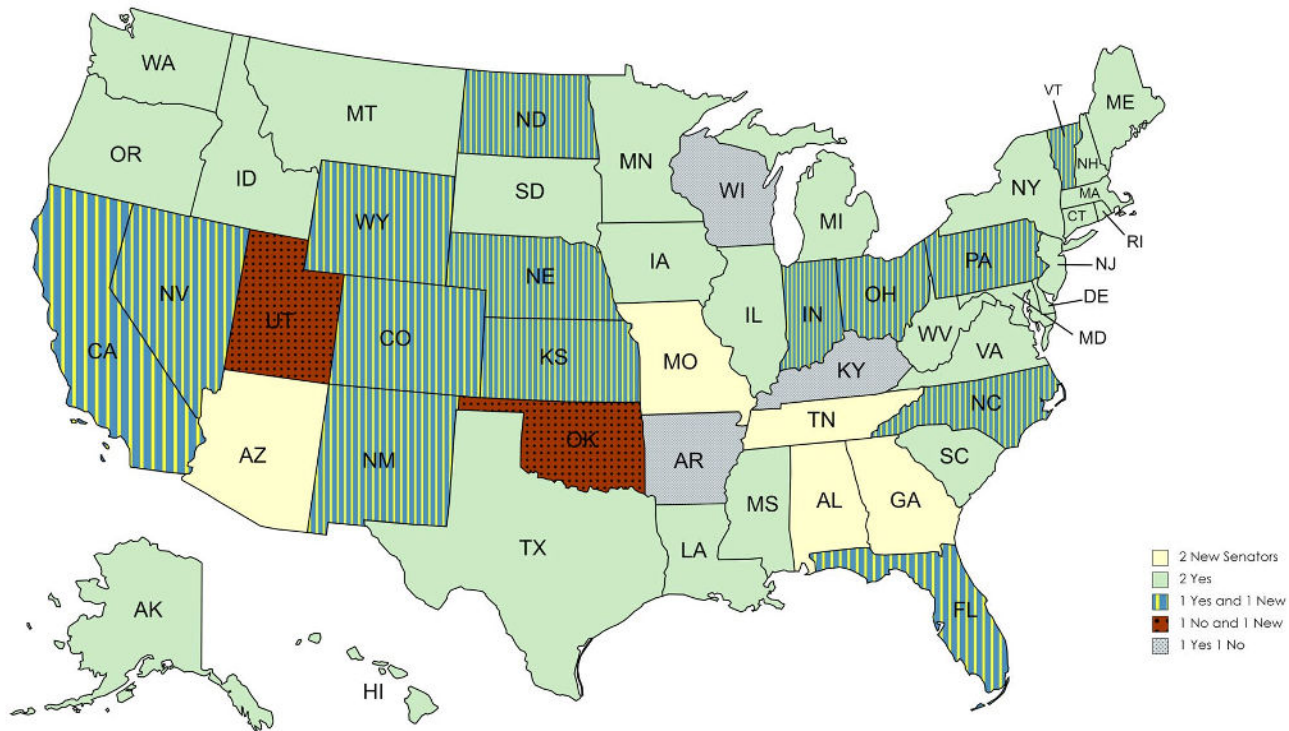 WA
MT
ND
VT
ME
OR
ID
MN
SD
WI
NY
NH
MA
CT
RI
MI
WY
IA
PA
NJ
NE
DE
NV
UT
CO
IL
IN
OH
MD
WV
VA
CA
KS
MO
KY
NC
TN
AZ
NM
OK
AR
SC
MS
AL
GA
TX
LA
2 New Senators
2 Yes
1 Yes and 1 New
FL
1 No and 1 New
1 Yes 1 No
AK
HI